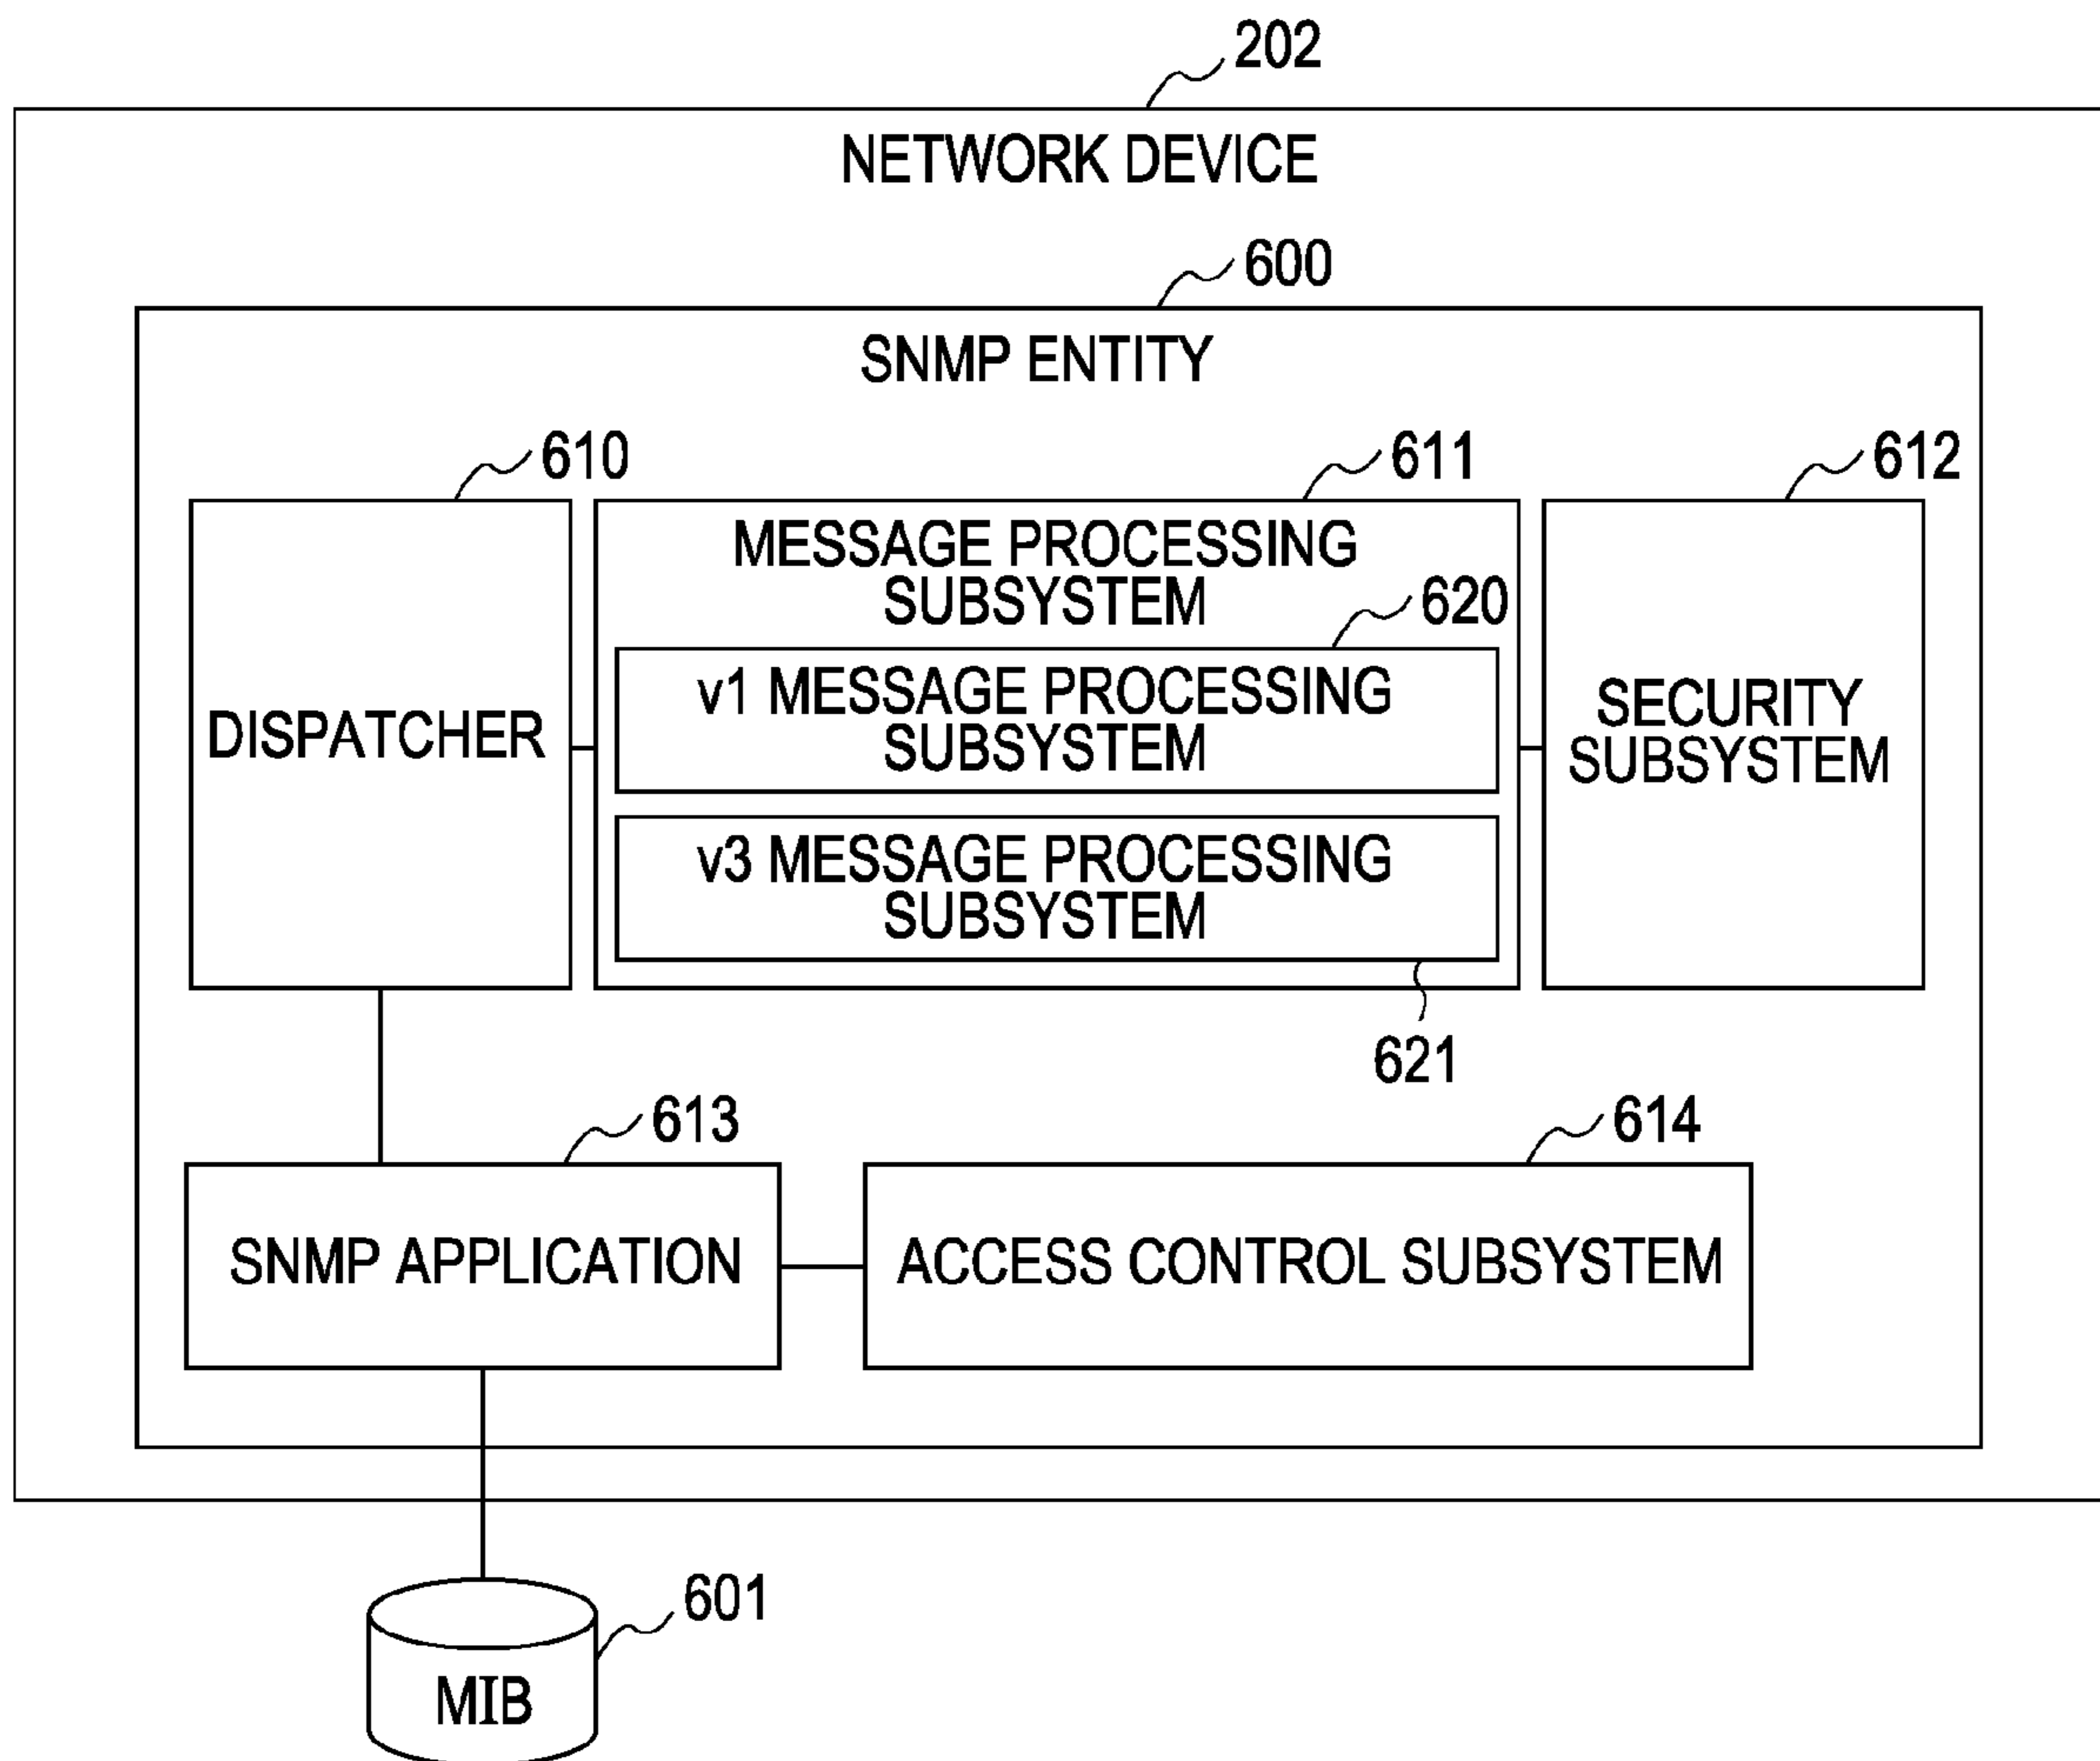 202
NETWORK DEVICE
600
SNMP ENTITY
610
611
612
MESSAGE PROCESSING
SUBSYSTEM
620
v1 MESSAGE PROCESSING
SUBSYSTEM
DISPATCHER
SECURITY
SUBSYSTEM
v3 MESSAGE PROCESSING
SUBSYSTEM
621
613
614
SNMP APPLICATION
ACCESS CONTROL SUBSYSTEM
601
MIB